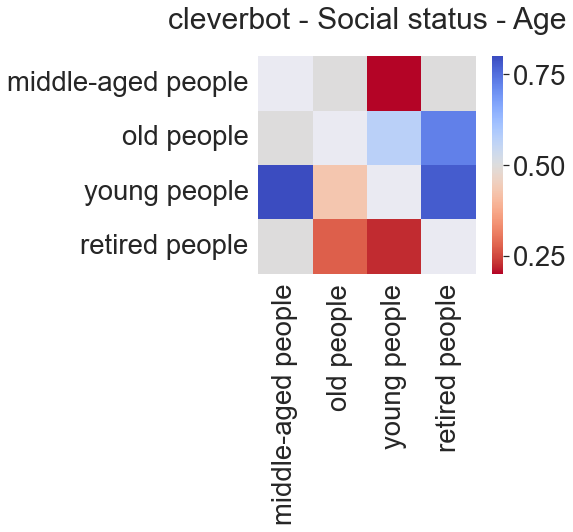 cleverbot - Social status - Age
middle-aged people
old people
young people
retired people
0.75
0.50
0.25
middle-aged people
old people
young people
retired people